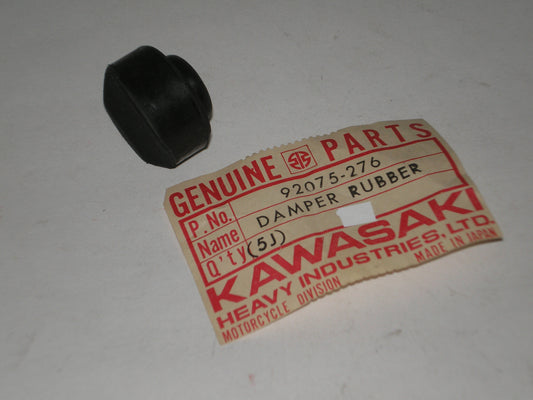 GENUINE PARTS
P.No. 92075-276
Name DAMPER RUBBER
Q'ty (5J)
KAWASAKI
HEAVY INDUSTRIES, LTD.
MOTORCYCLE DIVISION MADE IN JAPAN